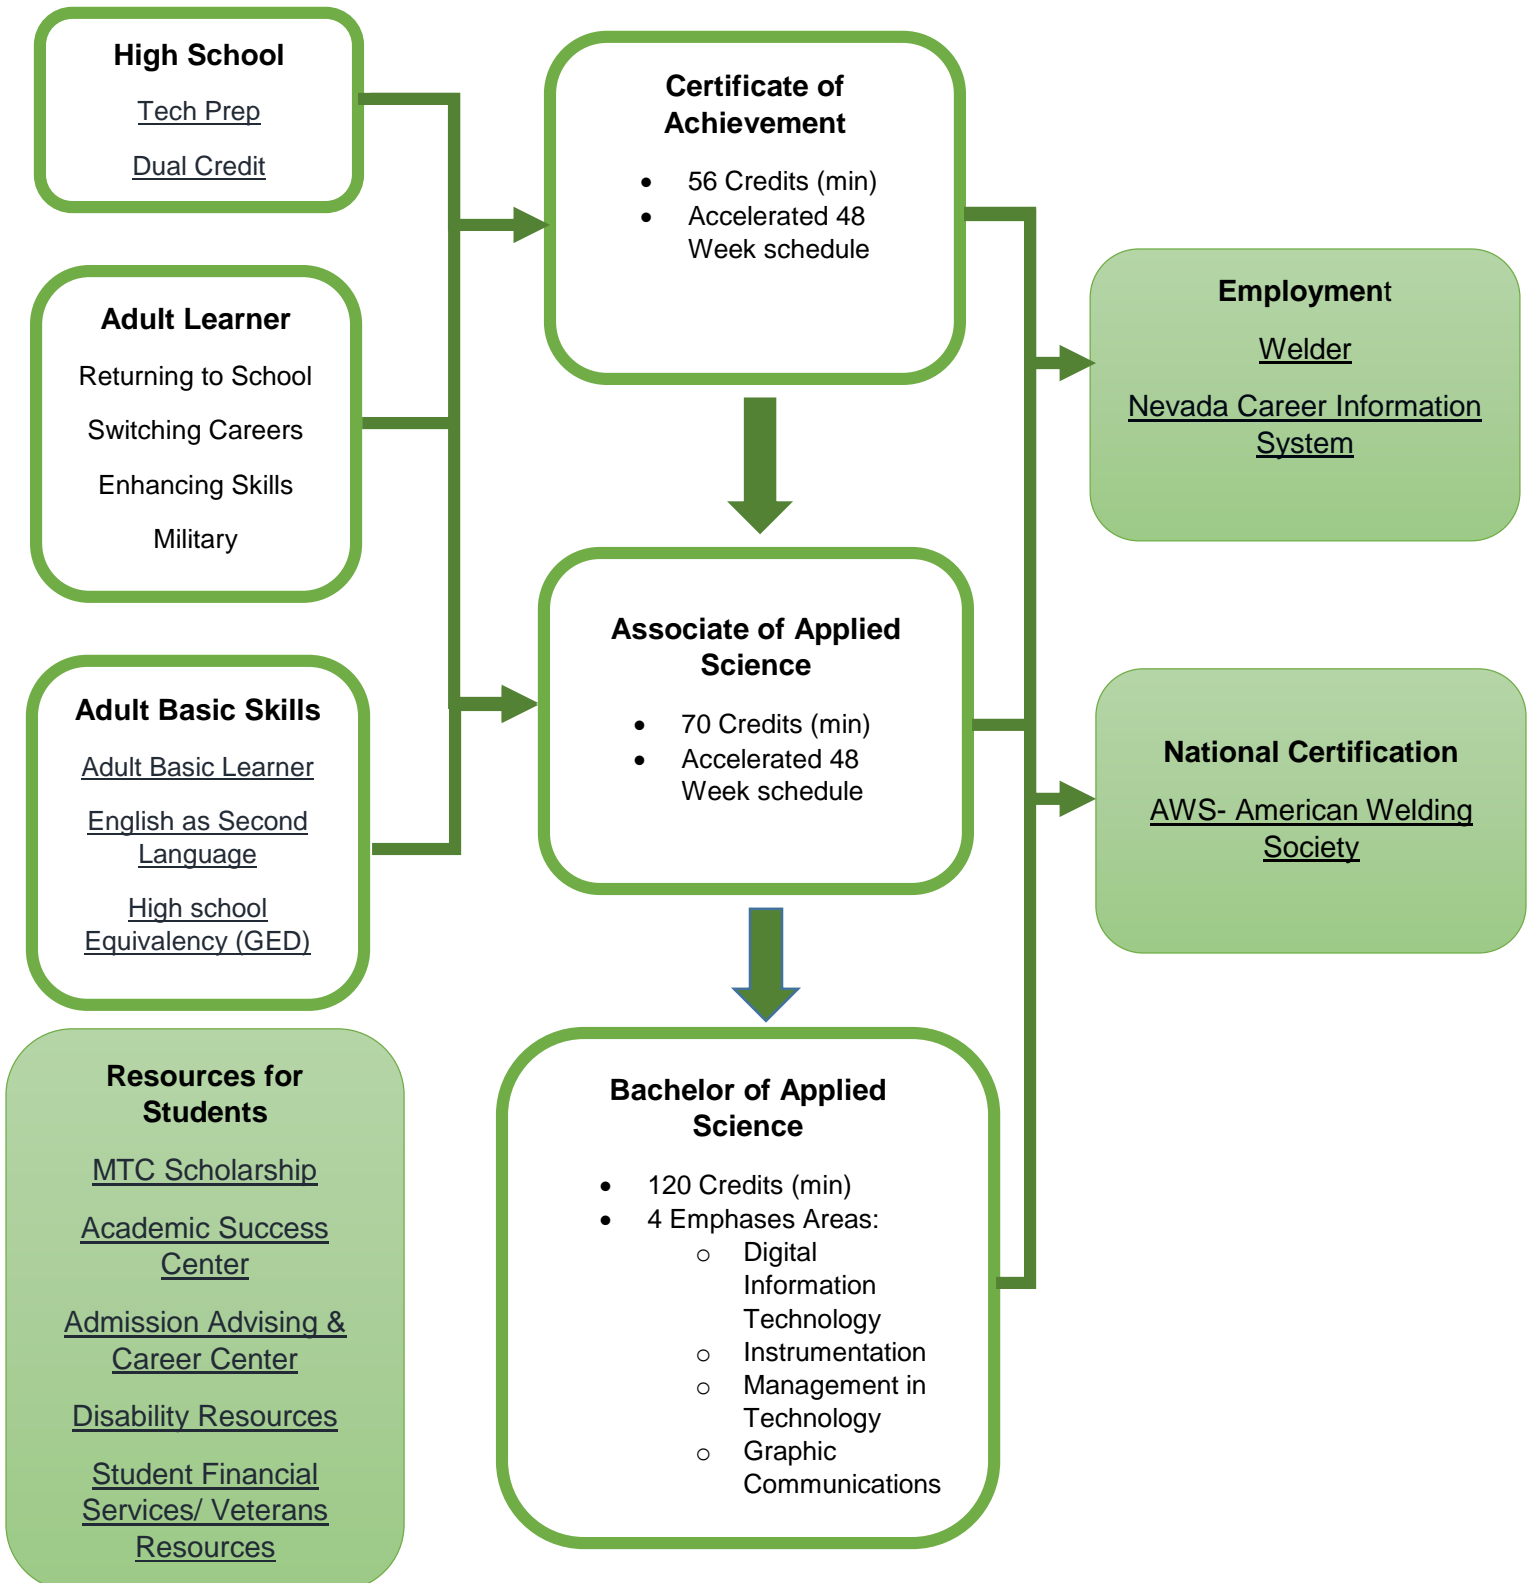 High School
Tech Prep
Dual Credit
Adult Learner
Returning to School
Switching Careers
Enhancing Skills
Military
Adult Basic Skills
Adult Basic Learner
English as Second
Language
High school
Equivalency (GED)
Resources for
Students
MTC Scholarship
Academic Success
Center
Admission Advising &
Career Center
Disability Resources
Student Financial
Services/ Veterans
Resources
Certificate of
Achievement
• 56 Credits (min)
• Accelerated 48
Week schedule
Associate of Applied
Science
• 70 Credits (min)
• Accelerated 48
Week schedule
Bachelor of Applied
Science
• 120 Credits (min)
• 4 Emphases Areas:
o Digital
Information
Technology
o Instrumentation
o Management in
Technology
o Graphic
Communications
Employment
Welder
Nevada Career Information
System
National Certification
AWS- American Welding
Society